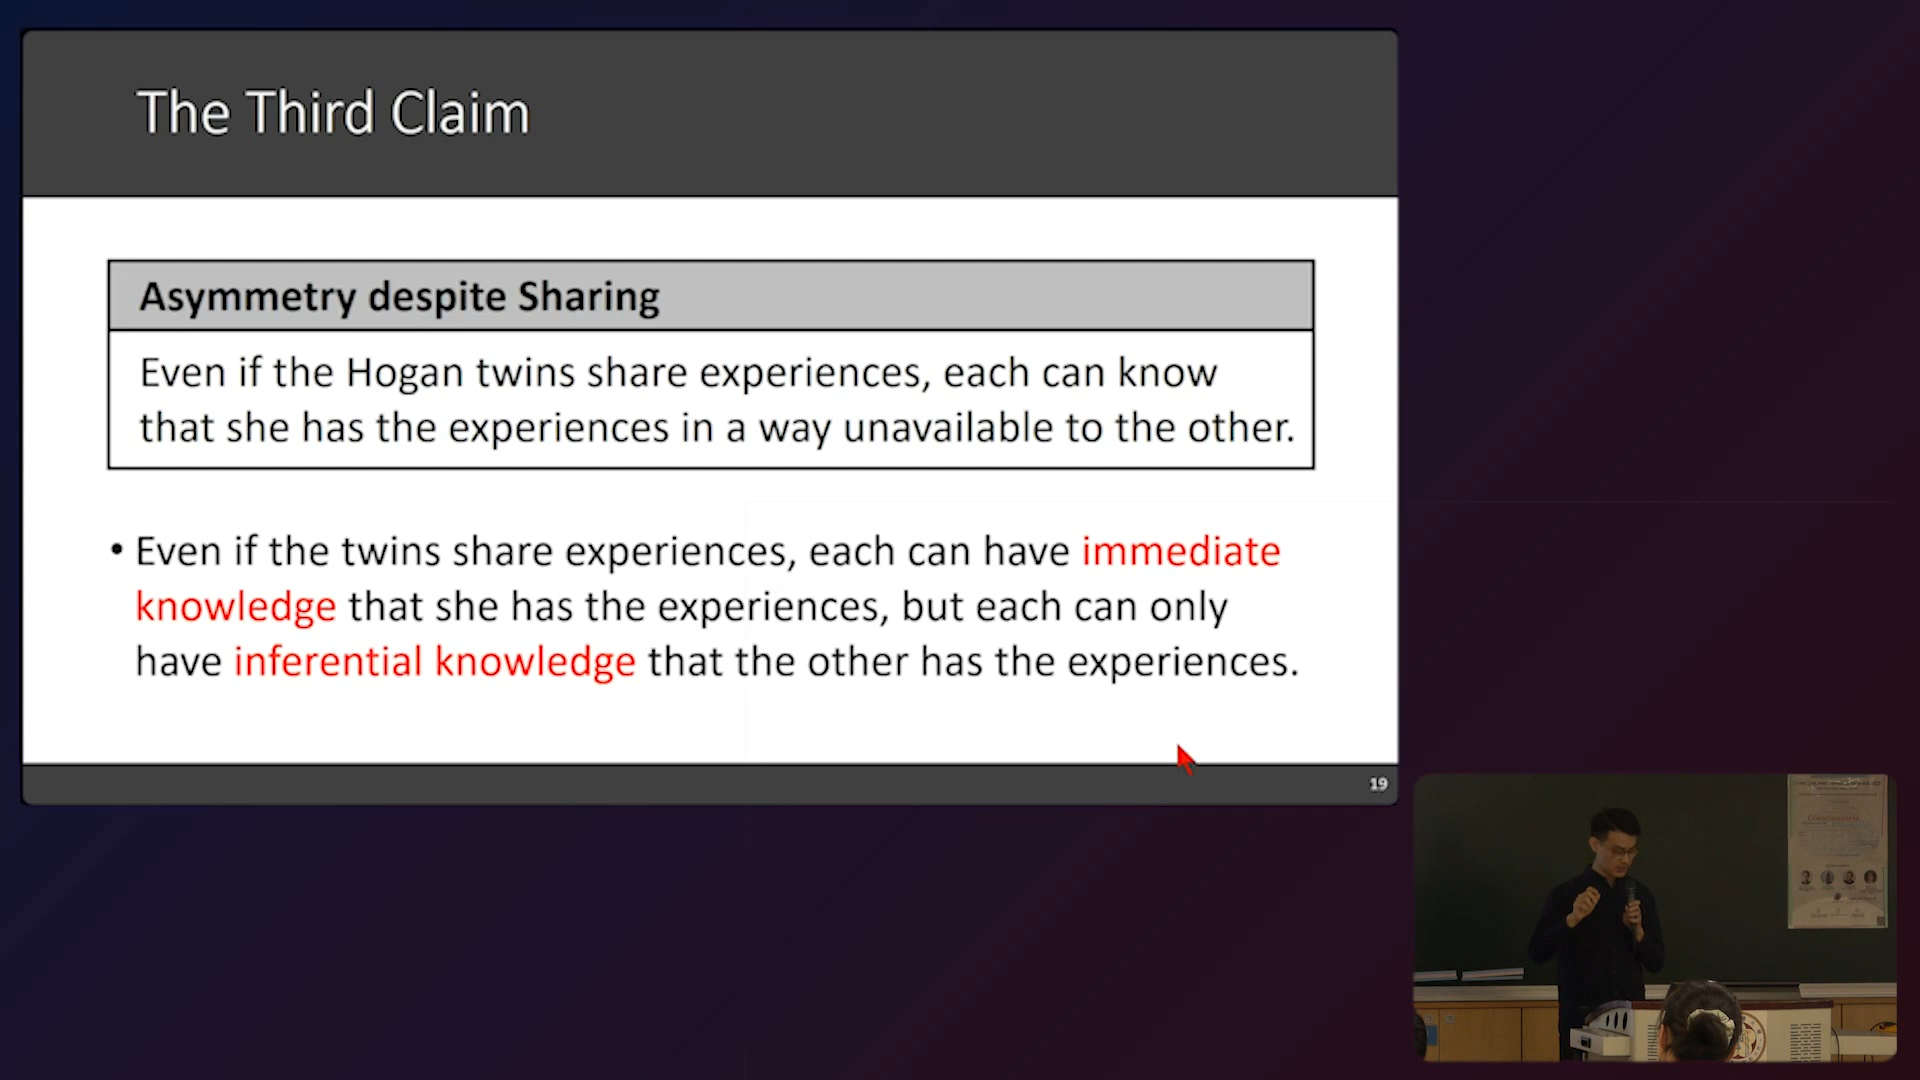 The Third Claim
Asymmetry despite Sharing
Even if the Hogan twins share experiences, each can know
that she has the experiences in a way unavailable to the other.
• Even if the twins share experiences, each can have immediate
knowledge that she has the experiences, but each can only
have inferential knowledge that the other has the experiences.
19
Consciousness